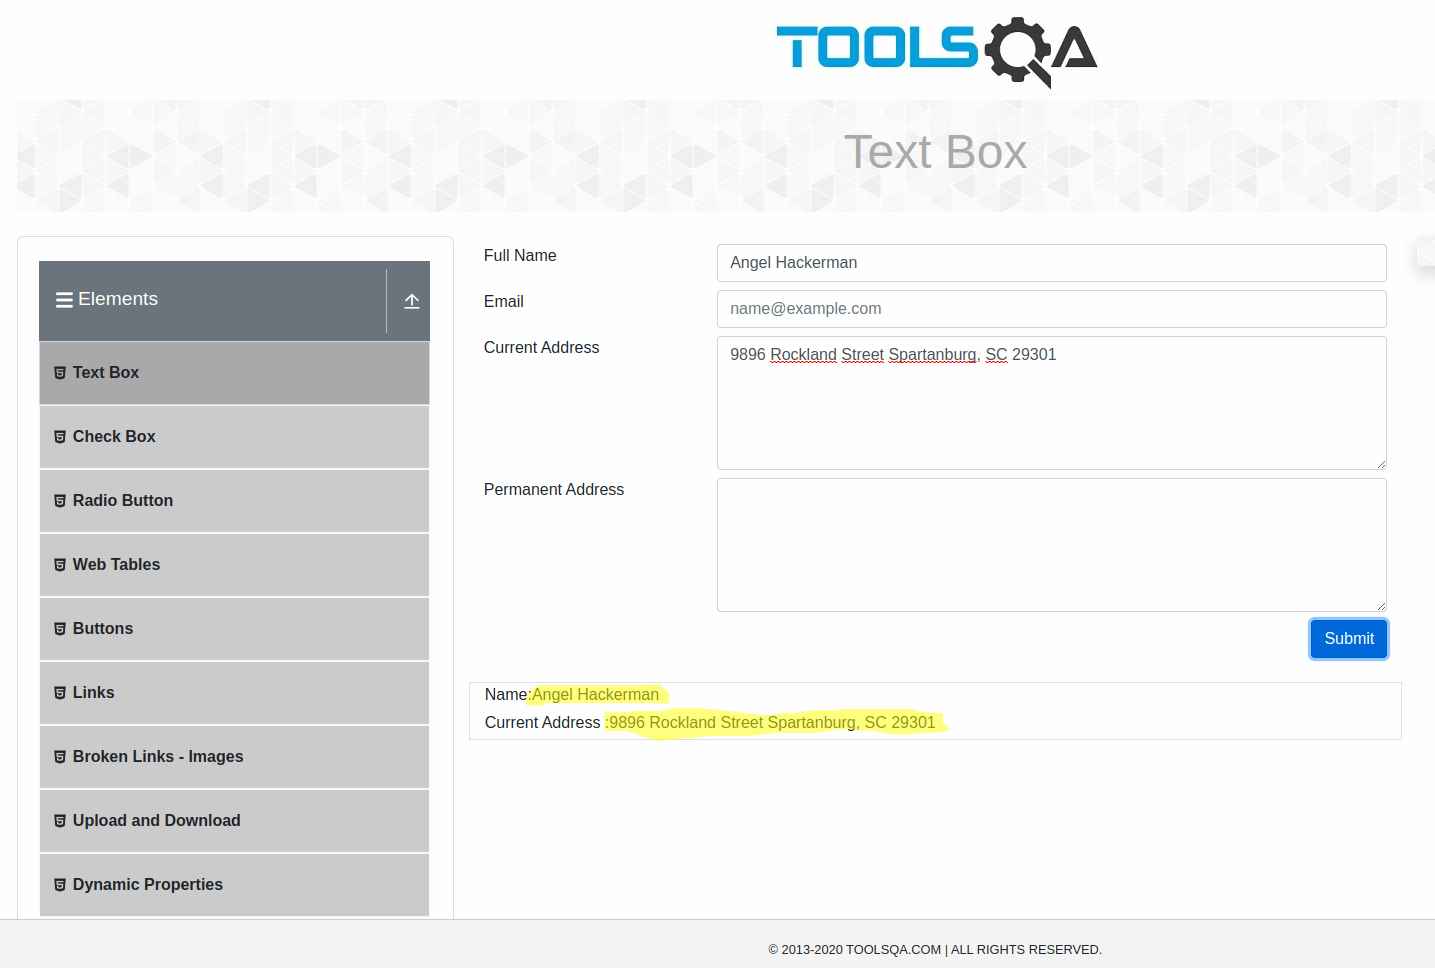 TOOLSQA
Text Box
Elements
Text Box
Check Box
Radio Button
Web Tables
Buttons
Links
Broken Links - Images
Upload and Download
Dynamic Properties
Full Name
Angel Hackerman
Email
name@example.com
Current Address
9896 Rockland Street Spartanburg, SC 29301
Permanent Address
Submit
Name:Angel Hackerman
Current Address :9896 Rockland Street Spartanburg, SC 29301
© 2013-2020 TOOLSQA.COM | ALL RIGHTS RESERVED.